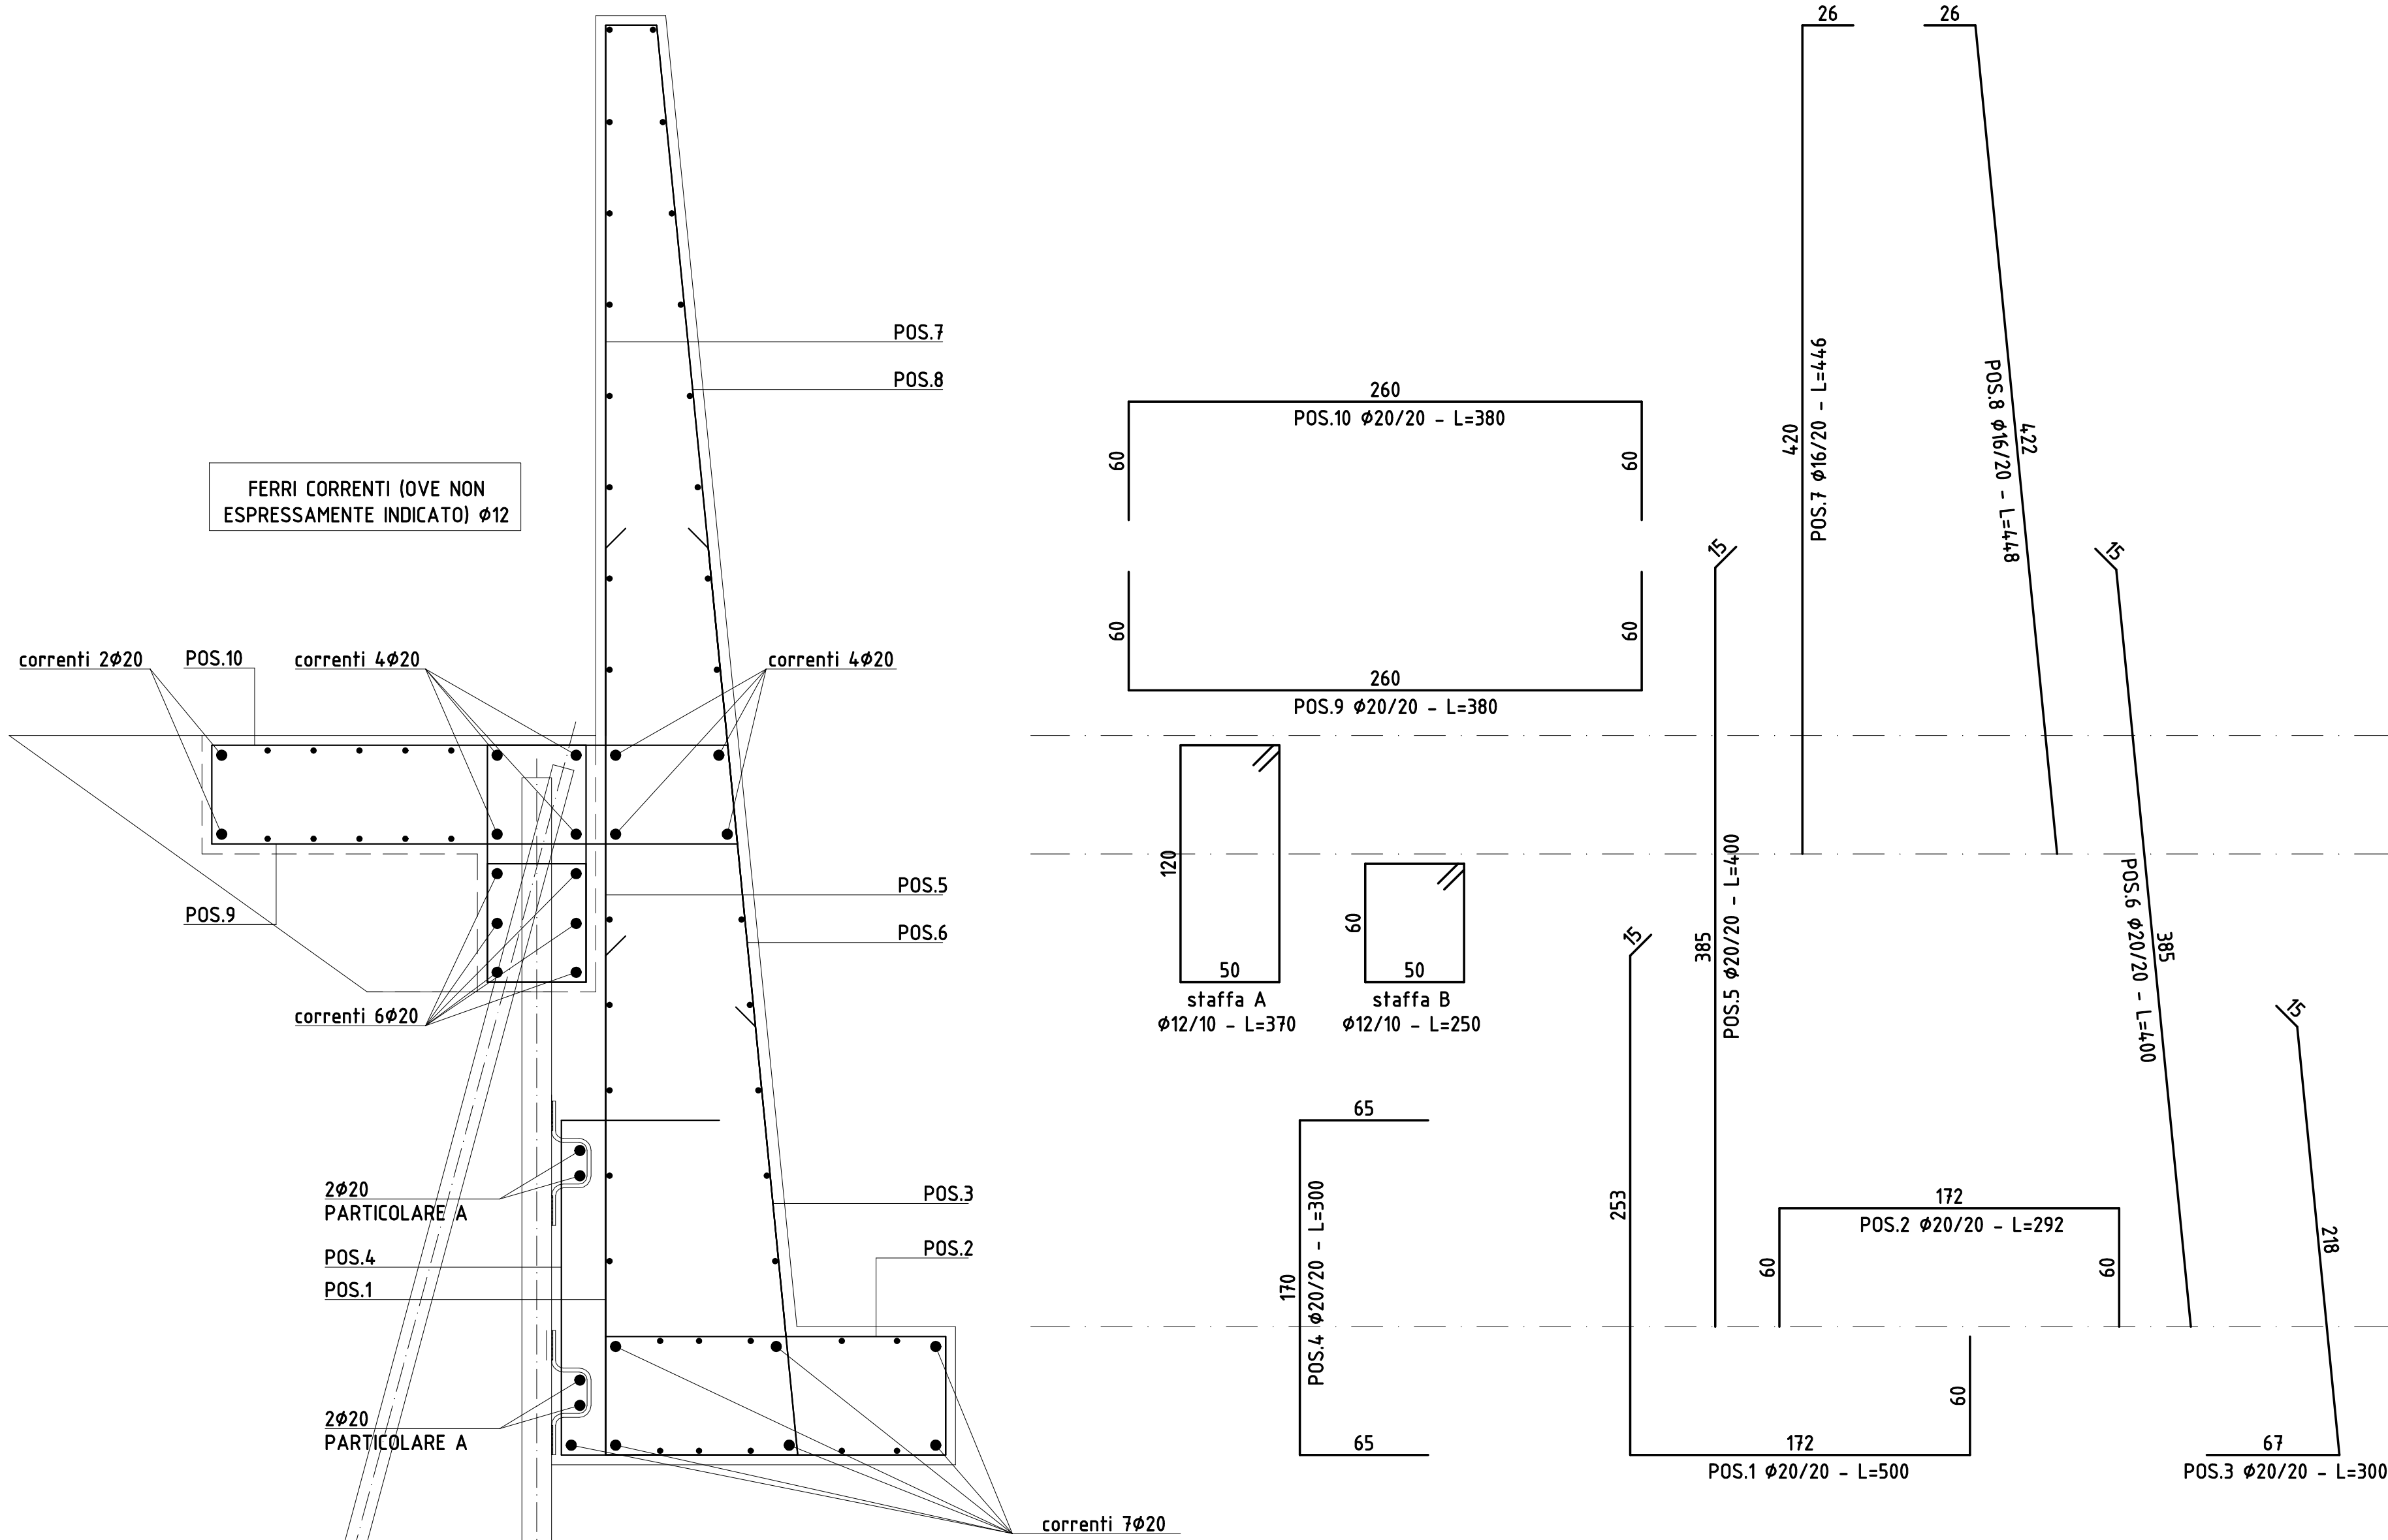 26
26
POS.7
POS.8
FERRI CORRENTI (OVE NON
ESPRESSAMENTE INDICATO) Φ12
correnti 2Φ20
POS.10
correnti 4Φ20
correnti 4Φ20
POS.9
POS.5
POS.6
correnti 6Φ20
2Φ20
PARTICOLARE A
POS.3
POS.4
POS.2
POS.1
2Φ20
PARTICOLARE A
correnti 7Φ20
260
POS.10 Φ20/20 - L=380
60
60
60
60
260
POS.9 Φ20/20 - L=380
120
50
staffa A
Φ12/10 - L=370
60
50
staffa B
Φ12/10 - L=250
65
170
POS.4 Φ20/20 - L=300
65
420
POS.7 Φ16/20 - L=446
422
POS.8 Φ16/20 - L=448
15
385
POS.5 Φ20/20 - L=400
15
385
POS.6 Φ20/20 - L=400
15
253
172
60
POS.1 Φ20/20 - L=500
172
POS.2 Φ20/20 - L=292
60
60
15
218
67
POS.3 Φ20/20 - L=300